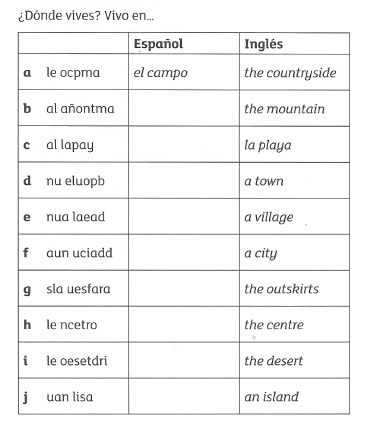 ¿Dónde vives? Vivo en...
Español Inglés
a le ocpma el campo the countryside
b al añontma the mountain
c al lapay la playa
d nu eluopb a town
e nua laead a village
f aun uciadd a city
g sla uesfara the outskirts
h le ncetro the centre
i le oesetdri the desert
j uan lisa an island